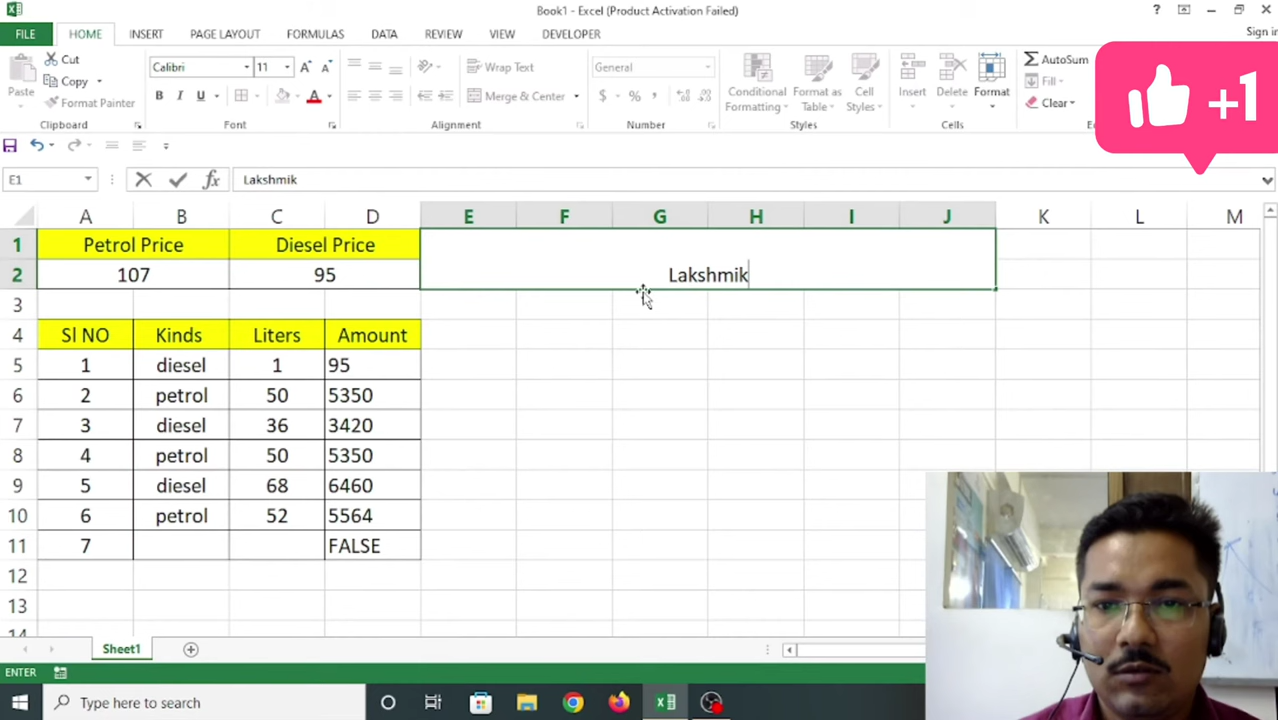 Book1 - Excel (Product Activation Failed)
?
FILE HOME INSERT PAGE LAYOUT FORMULAS DATA REVIEW VIEW DEVELOPER
Sign in
Paste
Cut
Copy
Format Painter
Clipboard
Calibri 11
B I U
Font
Wrap Text
Merge & Center
Alignment
General
$ % ,
Number
Conditional Formatting
Format as Table
Cell Styles
Styles
Insert Delete Format
Cells
AutoSum
Fill
Clear
+1
E1 fx Lakshmik
A B C D E F G H I J K L M
1 Petrol Price Diesel Price
2 107 95 Lakshmik
3
4 Sl NO Kinds Liters Amount
5 1 diesel 1 95
6 2 petrol 50 5350
7 3 diesel 36 3420
8 4 petrol 50 5350
9 5 diesel 68 6460
10 6 petrol 52 5564
11 7 FALSE
12
13
Sheet1
ENTER
Type here to search